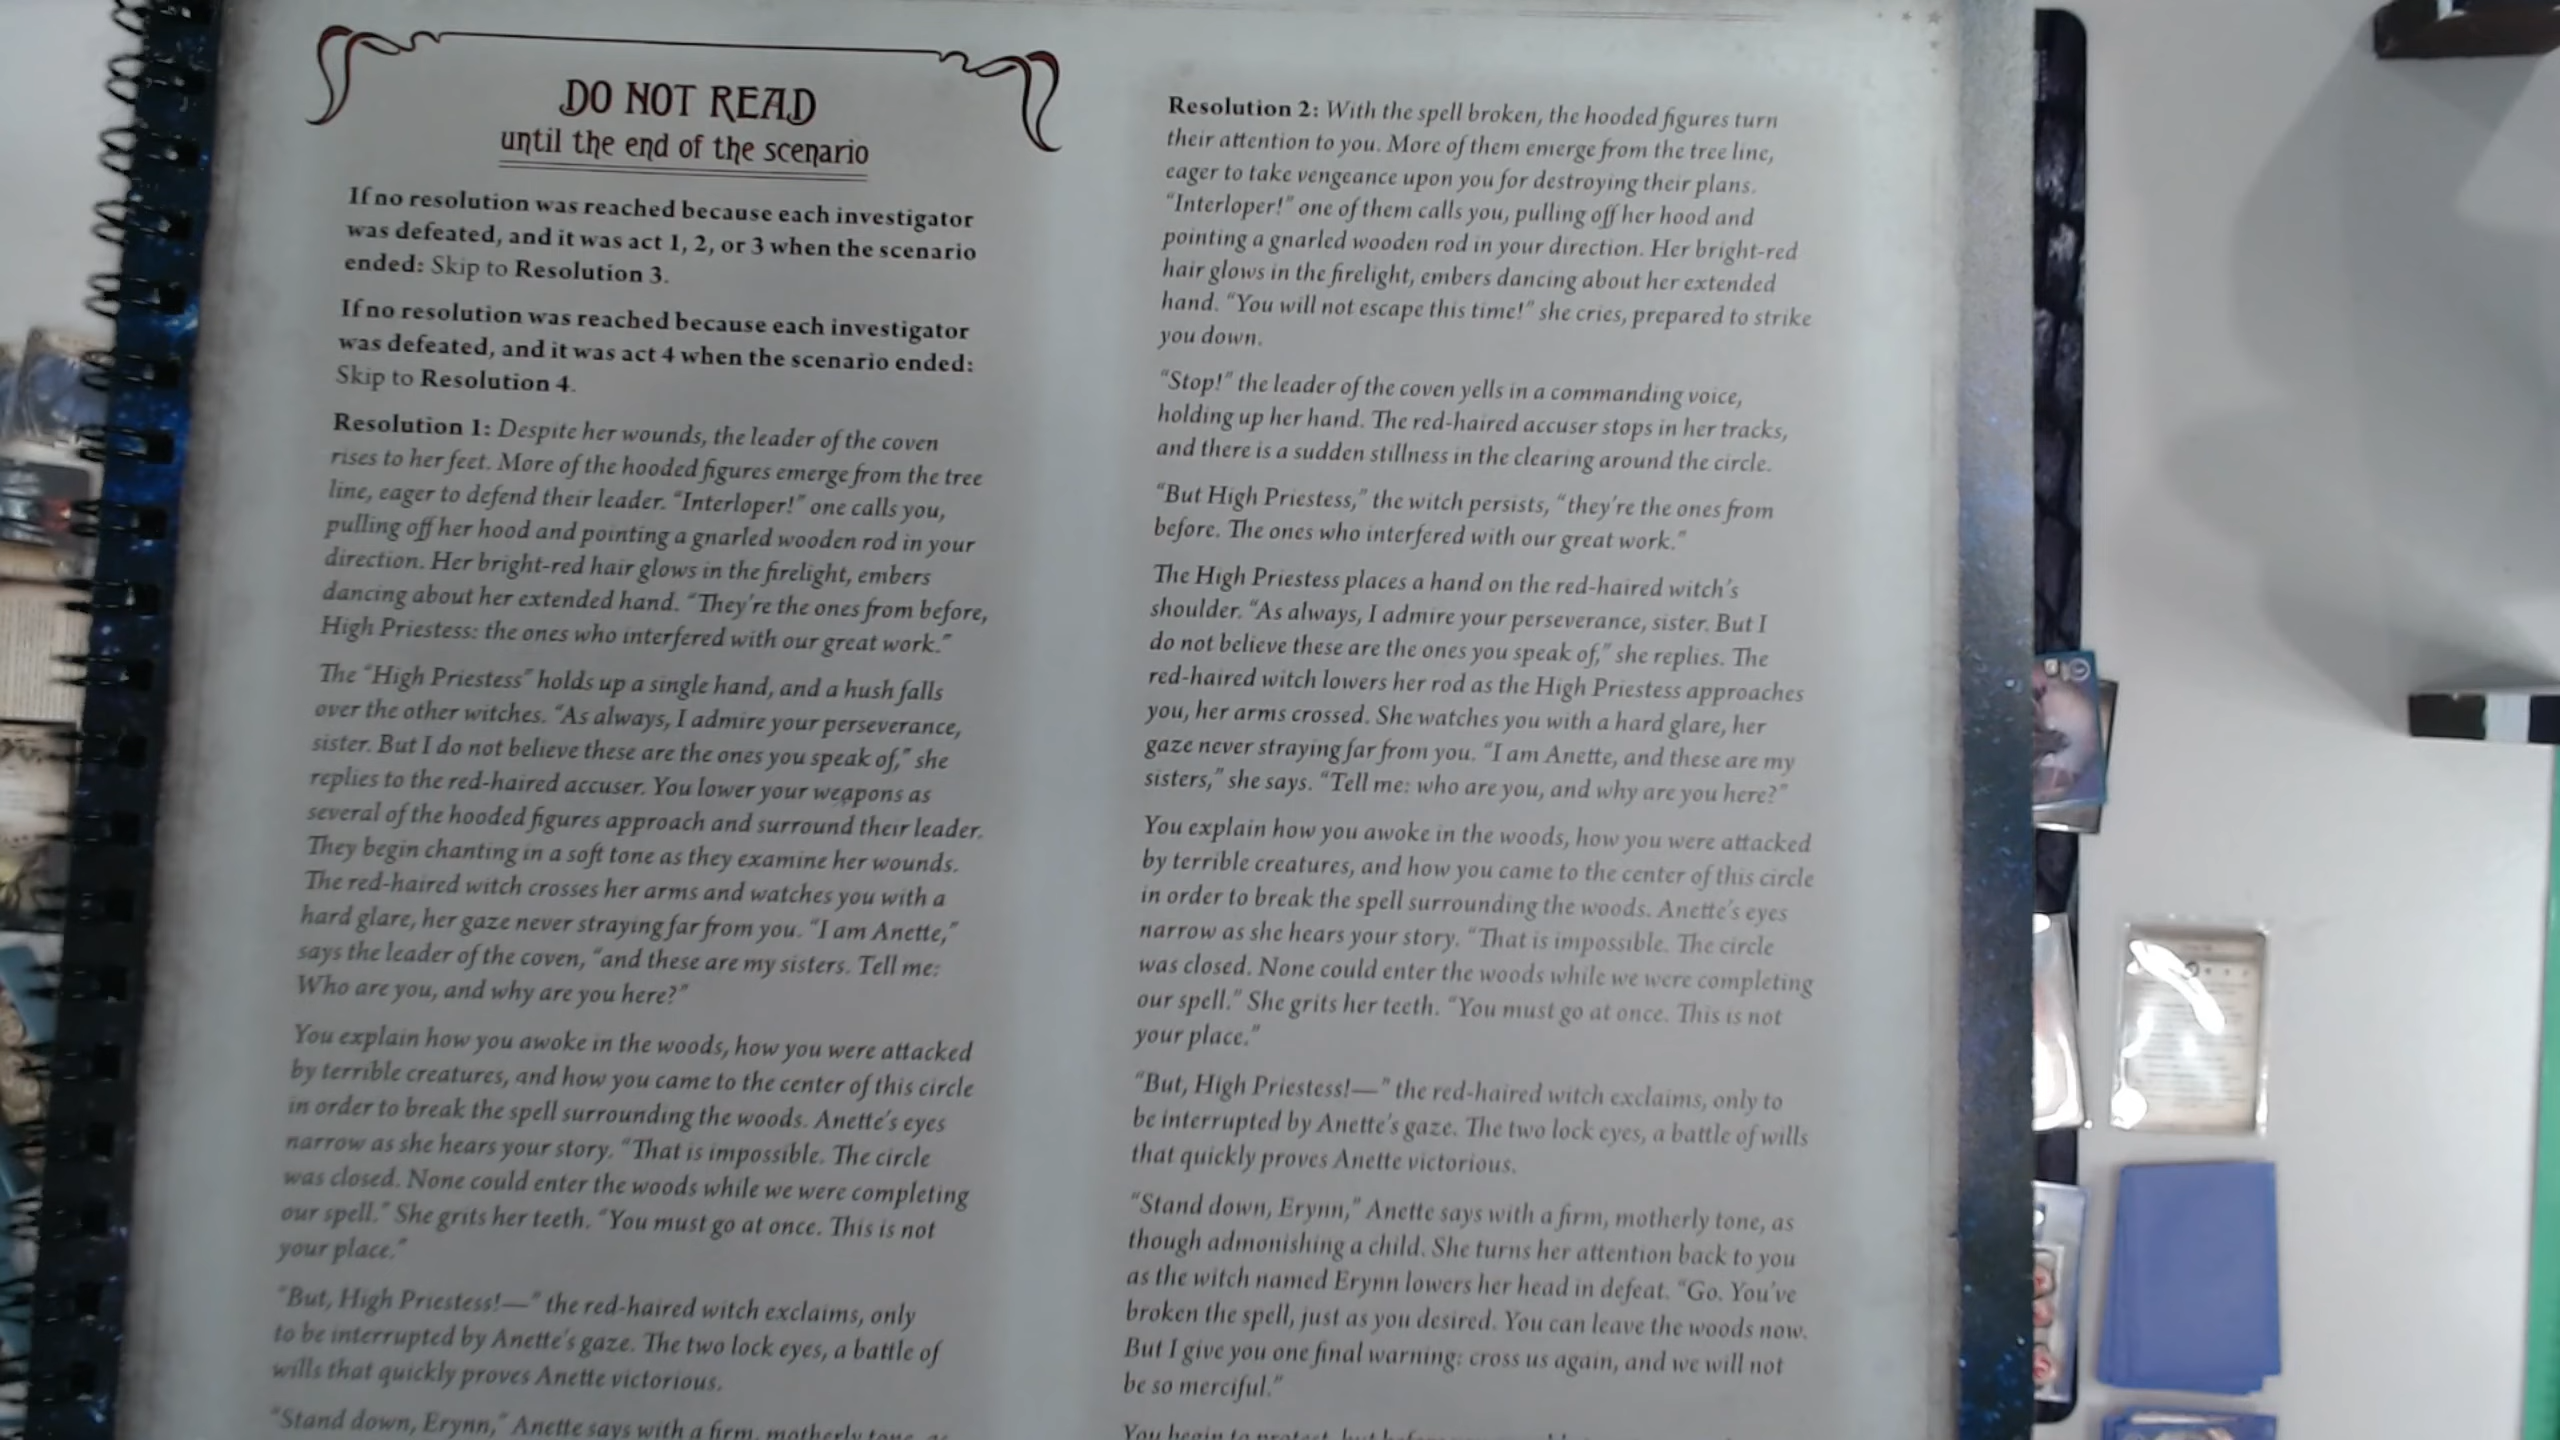 DO NOT READ
until the end of the scenario
If no resolution was reached because each investigator
was defeated, and it was act 1, 2, or 3 when the scenario
ended: Skip to Resolution 3.
If no resolution was reached because each investigator
was defeated, and it was act 4 when the scenario ended:
Skip to Resolution 4.
Resolution 1: Despite her wounds, the leader of the coven
rises to her feet. More of the hooded figures emerge from the tree
line, eager to defend their leader. “Interloper!” one calls you,
pulling off her hood and pointing a gnarled wooden rod in your
direction. Her bright-red hair glows in the firelight, embers
dancing about her extended hand. “They’re the ones from before,
High Priestess: the ones who interfered with our great work.”
The “High Priestess” holds up a single hand, and a hush falls
over the other witches. “As always, I admire your perseverance,
sister. But I do not believe these are the ones you speak of,” she
replies to the red-haired accuser. You lower your weapons as
several of the hooded figures approach and surround their leader.
They begin chanting in a soft tone as they examine her wounds.
The red-haired witch crosses her arms and watches you with a
hard glare, her gaze never straying far from you. “I am Anette,”
says the leader of the coven, “and these are my sisters. Tell me:
Who are you, and why are you here?”
You explain how you awoke in the woods, how you were attacked
by terrible creatures, and how you came to the center of this circle
in order to break the spell surrounding the woods. Anette’s eyes
narrow as she hears your story. “That is impossible. The circle
was closed. None could enter the woods while we were completing
our spell.” She grits her teeth. “You must go at once. This is not
your place.”
“But, High Priestess!—” the red-haired witch exclaims, only
to be interrupted by Anette’s gaze. The two lock eyes, a battle of
wills that quickly proves Anette victorious.
“Stand down, Erynn,” Anette says with a firm, motherly tone, as
Resolution 2: With the spell broken, the hooded figures turn
their attention to you. More of them emerge from the tree line,
eager to take vengeance upon you for destroying their plans.
“Interloper!” one of them calls you, pulling off her hood and
pointing a gnarled wooden rod in your direction. Her bright-red
hair glows in the firelight, embers dancing about her extended
hand. “You will not escape this time!” she cries, prepared to strike
you down.
“Stop!” the leader of the coven yells in a commanding voice,
holding up her hand. The red-haired accuser stops in her tracks,
and there is a sudden stillness in the clearing around the circle.
“But High Priestess,” the witch persists, “they’re the ones from
before. The ones who interfered with our great work.”
The High Priestess places a hand on the red-haired witch’s
shoulder. “As always, I admire your perseverance, sister. But I
do not believe these are the ones you speak of,” she replies. The
red-haired witch lowers her rod as the High Priestess approaches
you, her arms crossed. She watches you with a hard glare, her
gaze never straying far from you. “I am Anette, and these are my
sisters,” she says. “Tell me: who are you, and why are you here?”
You explain how you awoke in the woods, how you were attacked
by terrible creatures, and how you came to the center of this circle
in order to break the spell surrounding the woods. Anette’s eyes
narrow as she hears your story. “That is impossible. The circle
was closed. None could enter the woods while we were completing
our spell.” She grits her teeth. “You must go at once. This is not
your place.”
“But, High Priestess!—” the red-haired witch exclaims, only to
be interrupted by Anette’s gaze. The two lock eyes, a battle of wills
that quickly proves Anette victorious.
“Stand down, Erynn,” Anette says with a firm, motherly tone, as
though admonishing a child. She turns her attention back to you
as the witch named Erynn lowers her head in defeat. “Go. You’ve
broken the spell, just as you desired. You can leave the woods now.
But I give you one final warning: cross us again, and we will not
be so merciful.”
You begin to protest, but before